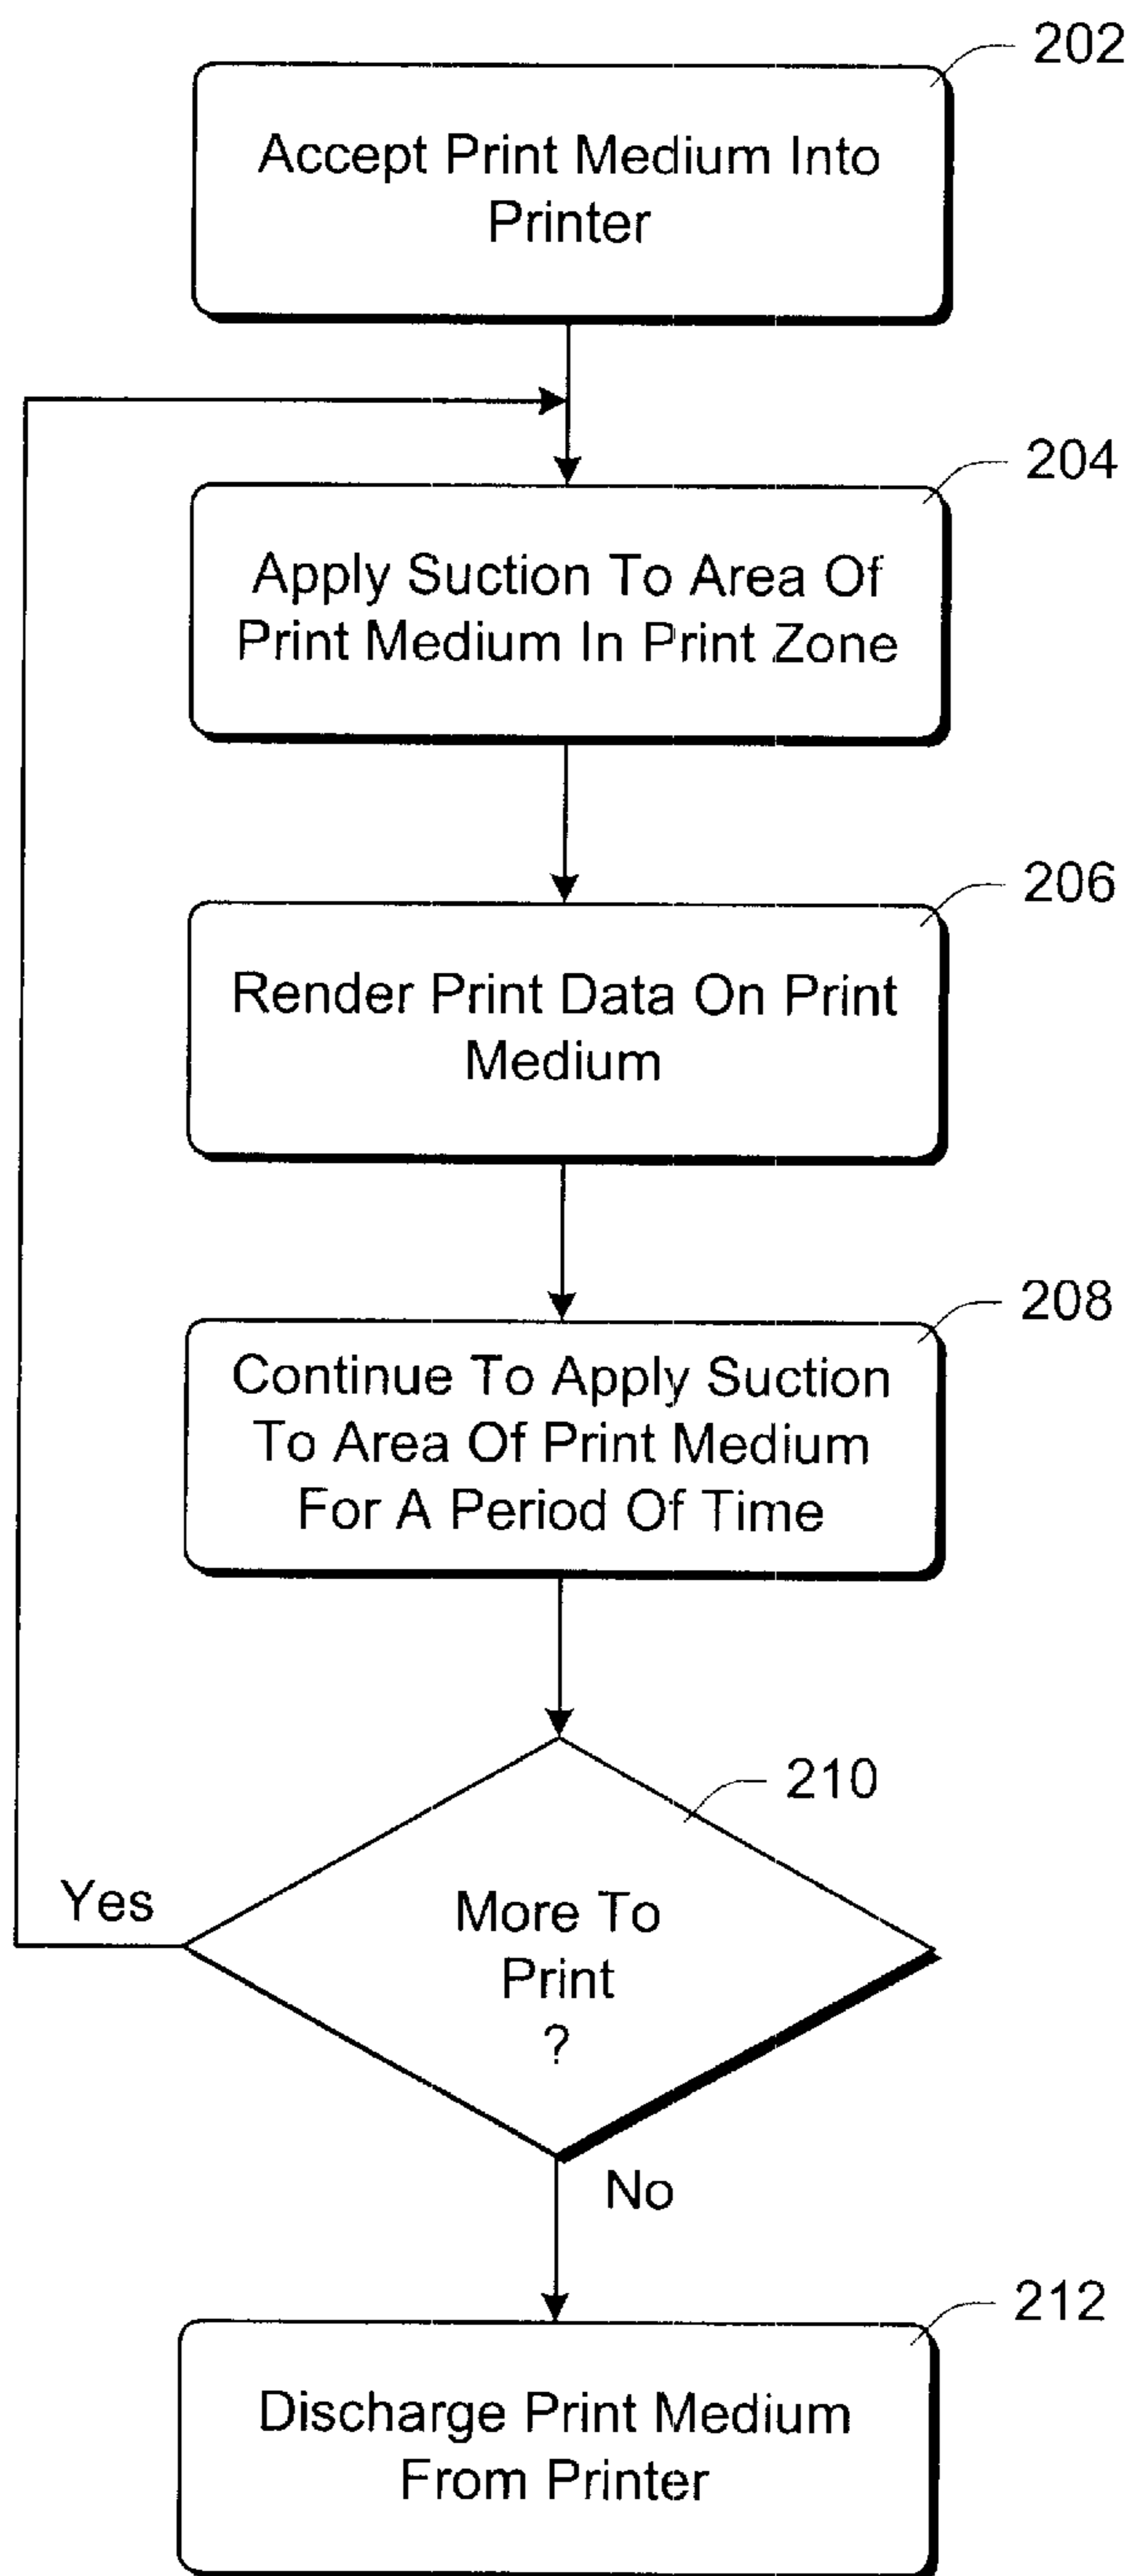 202
Accept Print Medium Into
Printer
204
Apply Suction To Area Of
Print Medium In Print Zone
206
Render Print Data On Print
Medium
208
Continue To Apply Suction
To Area Of Print Medium
For A Period Of Time
210
Yes
More To
Print
?
No
212
Discharge Print Medium
From Printer